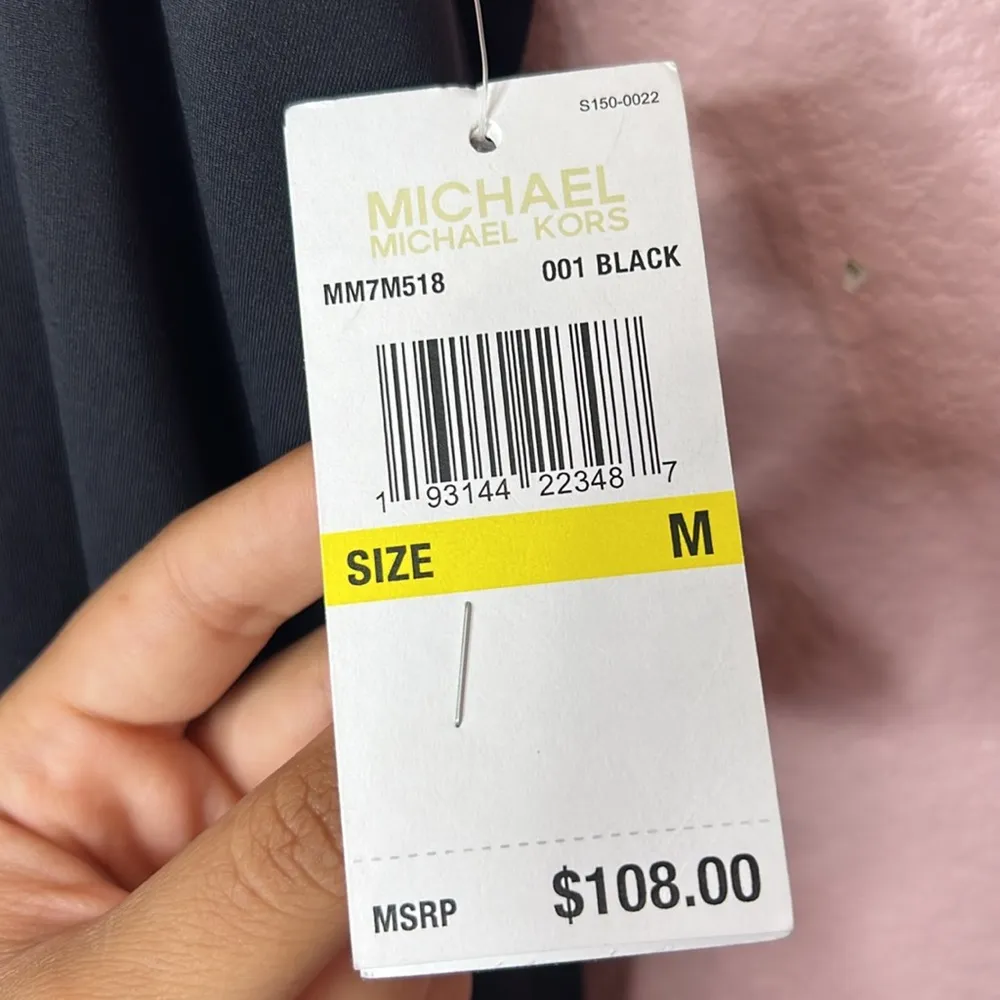 S150-0022
MICHAEL
MICHAEL KORS
MM7M518 001 BLACK
1 93144 22348 7
SIZE M
MSRP $108.00